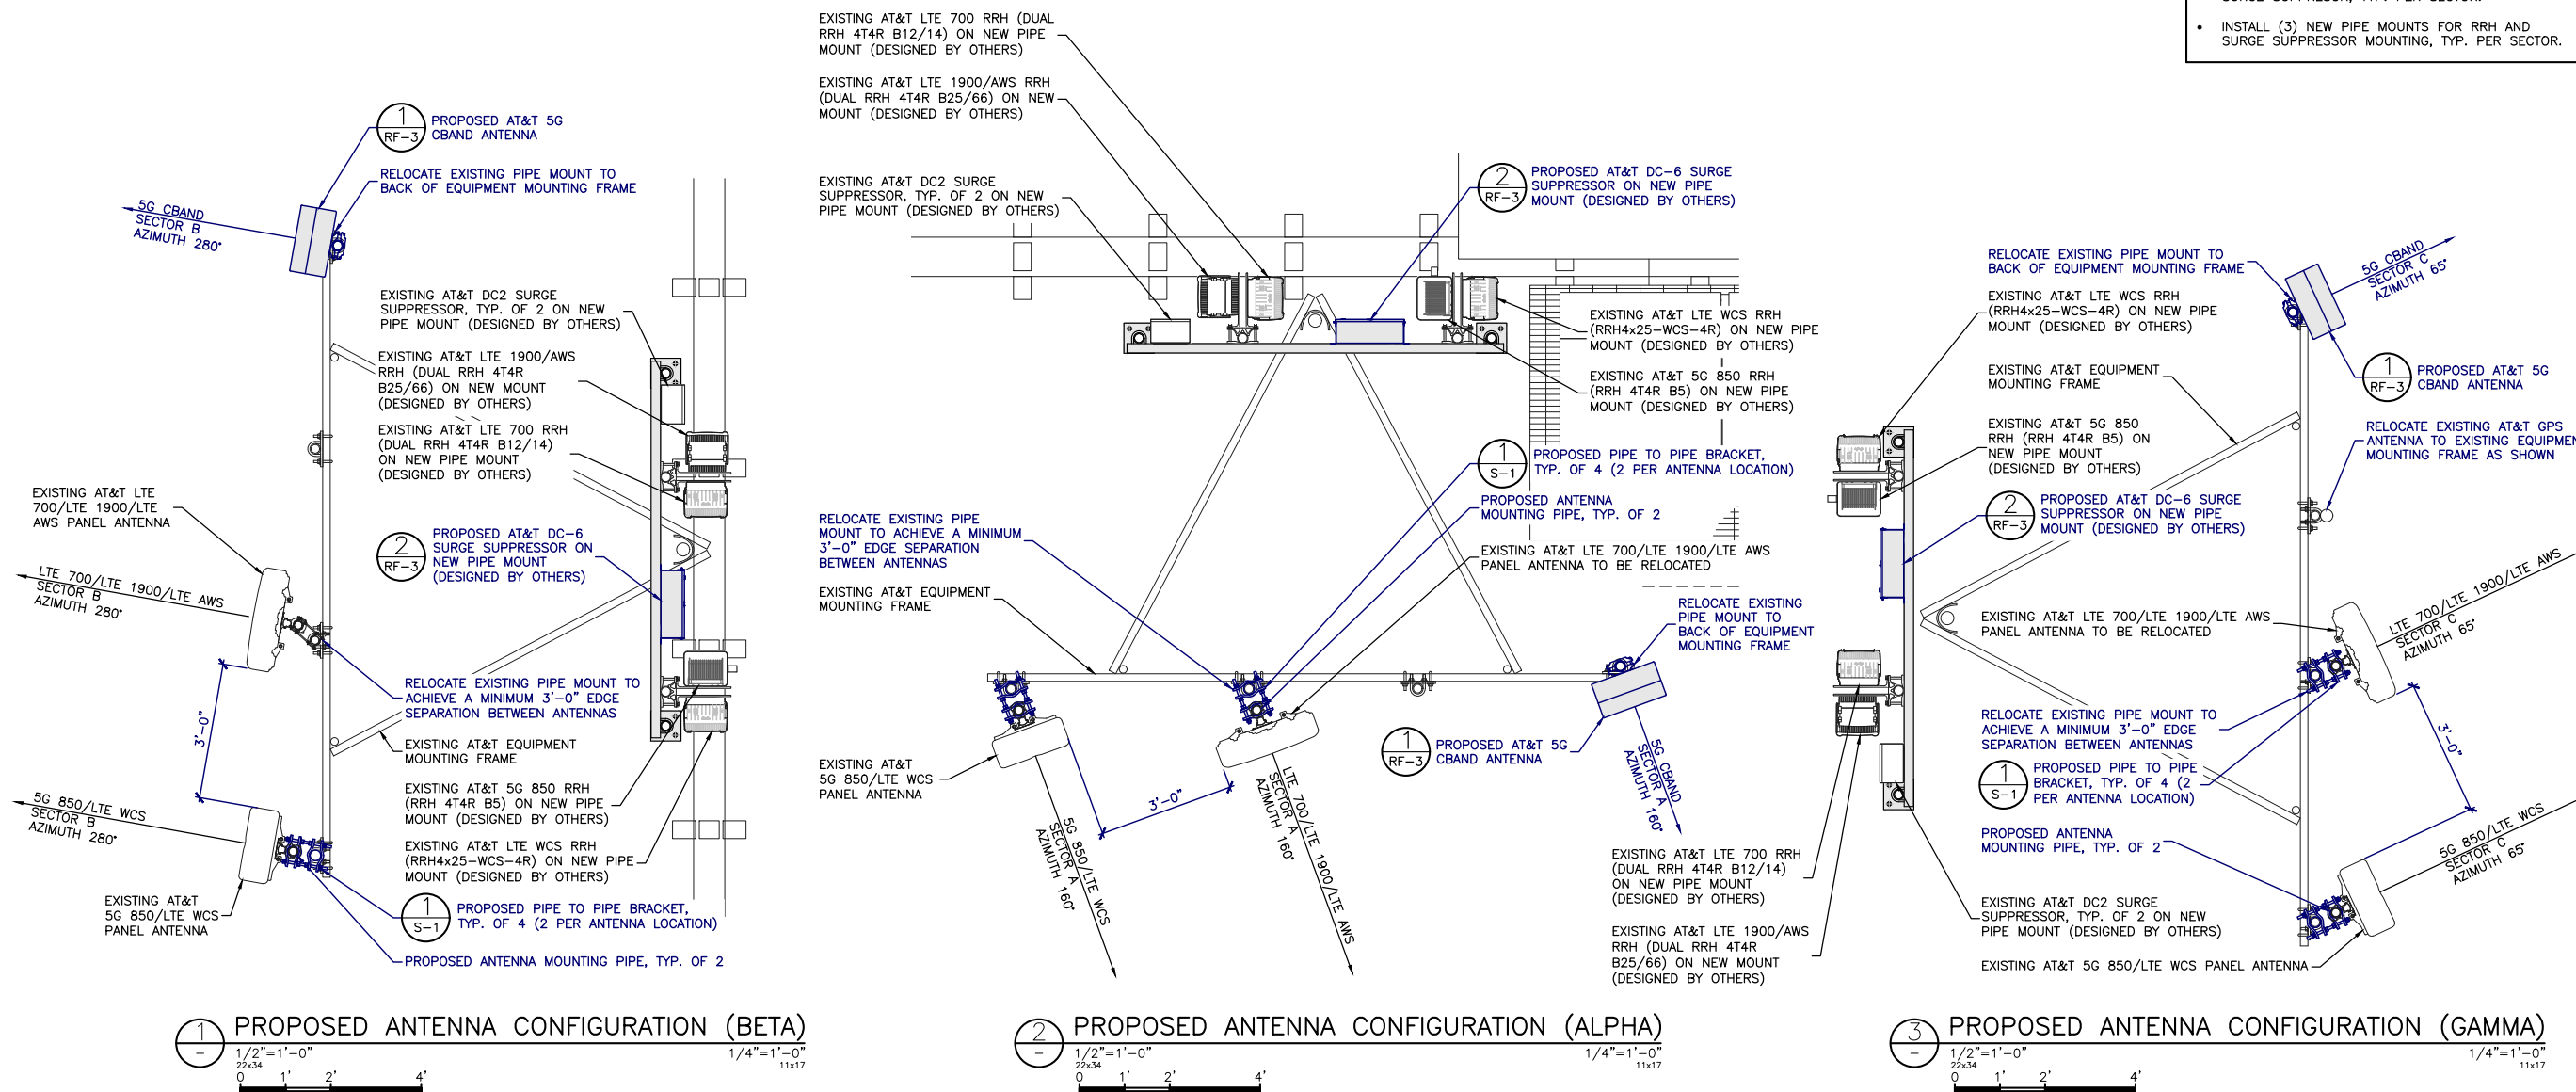 INSTALL (3) NEW PIPE MOUNTS FOR RRH AND
SURGE SUPPRESSOR MOUNTING, TYP. PER SECTOR.
1
RF-3
PROPOSED AT&T 5G
CBAND ANTENNA
RELOCATE EXISTING PIPE MOUNT TO
BACK OF EQUIPMENT MOUNTING FRAME
5G CBAND
SECTOR B
AZIMUTH 280°
EXISTING AT&T DC2 SURGE
SUPPRESSOR, TYP. OF 2 ON NEW
PIPE MOUNT (DESIGNED BY OTHERS)
EXISTING AT&T LTE 1900/AWS
RRH (DUAL RRH 4T4R
B25/66) ON NEW MOUNT
(DESIGNED BY OTHERS)
EXISTING AT&T LTE 700 RRH
(DUAL RRH 4T4R B12/14)
ON NEW PIPE MOUNT
(DESIGNED BY OTHERS)
EXISTING AT&T LTE
700/LTE 1900/LTE
AWS PANEL ANTENNA
2
RF-3
PROPOSED AT&T DC-6
SURGE SUPPRESSOR ON
NEW PIPE MOUNT
(DESIGNED BY OTHERS)
LTE 700/LTE 1900/LTE AWS
SECTOR B
AZIMUTH 280°
3'-0"
RELOCATE EXISTING PIPE MOUNT TO
ACHIEVE A MINIMUM 3'-0" EDGE
SEPARATION BETWEEN ANTENNAS
EXISTING AT&T EQUIPMENT
MOUNTING FRAME
5G 850/LTE WCS
SECTOR B
AZIMUTH 280°
EXISTING AT&T 5G 850 RRH
(RRH 4T4R B5) ON NEW PIPE
MOUNT (DESIGNED BY OTHERS)
EXISTING AT&T LTE WCS RRH
(RRH4x25-WCS-4R) ON NEW PIPE
MOUNT (DESIGNED BY OTHERS)
EXISTING AT&T
5G 850/LTE WCS
PANEL ANTENNA
1
S-1
PROPOSED PIPE TO PIPE BRACKET,
TYP. OF 4 (2 PER ANTENNA LOCATION)
PROPOSED ANTENNA MOUNTING PIPE, TYP. OF 2
1
-
PROPOSED ANTENNA CONFIGURATION (BETA)
1/2"=1'-0"
22x34
1/4"=1'-0"
11x17
0 1' 2' 4'
EXISTING AT&T LTE 700 RRH (DUAL
RRH 4T4R B12/14) ON NEW PIPE
MOUNT (DESIGNED BY OTHERS)
EXISTING AT&T LTE 1900/AWS RRH
(DUAL RRH 4T4R B25/66) ON NEW
MOUNT (DESIGNED BY OTHERS)
EXISTING AT&T DC2 SURGE
SUPPRESSOR, TYP. OF 2 ON NEW
PIPE MOUNT (DESIGNED BY OTHERS)
2
RF-3
PROPOSED AT&T DC-6 SURGE
SUPPRESSOR ON NEW PIPE
MOUNT (DESIGNED BY OTHERS)
EXISTING AT&T LTE WCS RRH
(RRH4x25-WCS-4R) ON NEW PIPE
MOUNT (DESIGNED BY OTHERS)
EXISTING AT&T 5G 850 RRH
(RRH 4T4R B5) ON NEW PIPE
MOUNT (DESIGNED BY OTHERS)
1
S-1
PROPOSED PIPE TO PIPE BRACKET,
TYP. OF 4 (2 PER ANTENNA LOCATION)
PROPOSED ANTENNA
MOUNTING PIPE, TYP. OF 2
RELOCATE EXISTING PIPE
MOUNT TO ACHIEVE A MINIMUM
3'-0" EDGE SEPARATION
BETWEEN ANTENNAS
EXISTING AT&T LTE 700/LTE 1900/LTE AWS
PANEL ANTENNA TO BE RELOCATED
EXISTING AT&T EQUIPMENT
MOUNTING FRAME
RELOCATE EXISTING
PIPE MOUNT TO
BACK OF EQUIPMENT
MOUNTING FRAME
EXISTING AT&T
5G 850/LTE WCS
PANEL ANTENNA
1
RF-3
PROPOSED AT&T 5G
CBAND ANTENNA
3'-0"
5G 850/LTE WCS
SECTOR A
AZIMUTH 160°
LTE 700/LTE 1900/LTE AWS
SECTOR A
AZIMUTH 160°
5G CBAND
SECTOR A
AZIMUTH 160°
2
-
PROPOSED ANTENNA CONFIGURATION (ALPHA)
1/2"=1'-0"
22x34
1/4"=1'-0"
11x17
0 1' 2' 4'
RELOCATE EXISTING PIPE MOUNT TO
BACK OF EQUIPMENT MOUNTING FRAME
5G CBAND
SECTOR C
AZIMUTH 65°
EXISTING AT&T LTE WCS RRH
(RRH4x25-WCS-4R) ON NEW PIPE
MOUNT (DESIGNED BY OTHERS)
EXISTING AT&T EQUIPMENT
MOUNTING FRAME
1
RF-3
PROPOSED AT&T 5G
CBAND ANTENNA
EXISTING AT&T 5G 850
RRH (RRH 4T4R B5) ON
NEW PIPE MOUNT
(DESIGNED BY OTHERS)
RELOCATE EXISTING AT&T GPS
ANTENNA TO EXISTING EQUIPMEN
MOUNTING FRAME AS SHOWN
2
RF-3
PROPOSED AT&T DC-6 SURGE
SUPPRESSOR ON NEW PIPE
MOUNT (DESIGNED BY OTHERS)
EXISTING AT&T LTE 700/LTE 1900/LTE AWS
PANEL ANTENNA TO BE RELOCATED
LTE 700/LTE 1900/LTE AWS
SECTOR C
AZIMUTH 65°
RELOCATE EXISTING PIPE MOUNT TO
ACHIEVE A MINIMUM 3'-0" EDGE
SEPARATION BETWEEN ANTENNAS
3'-0"
1
S-1
PROPOSED PIPE TO PIPE
BRACKET, TYP. OF 4 (2
PER ANTENNA LOCATION)
PROPOSED ANTENNA
MOUNTING PIPE, TYP. OF 2
5G 850/LTE WCS
SECTOR C
AZIMUTH 65°
EXISTING AT&T LTE 700 RRH
(DUAL RRH 4T4R B12/14)
ON NEW PIPE MOUNT
(DESIGNED BY OTHERS)
EXISTING AT&T LTE 1900/AWS
RRH (DUAL RRH 4T4R
B25/66) ON NEW MOUNT
(DESIGNED BY OTHERS)
EXISTING AT&T DC2 SURGE
SUPPRESSOR, TYP. OF 2 ON NEW
PIPE MOUNT (DESIGNED BY OTHERS)
EXISTING AT&T 5G 850/LTE WCS PANEL ANTENNA
3
-
PROPOSED ANTENNA CONFIGURATION (GAMMA)
1/2"=1'-0"
22x34
1/4"=1'-0"
11x17
0 1' 2' 4'